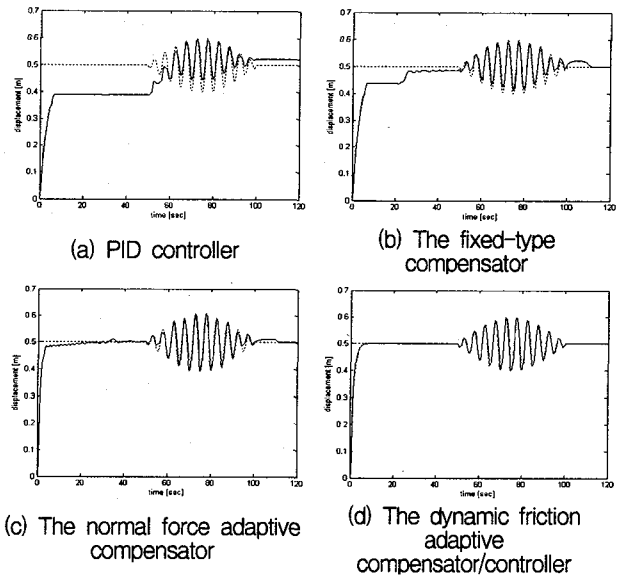 0.7
0.6
0.5
0.4
0.3
0.2
0.1
0
displacement [m]
0 20 40 60 80 100 120
time [sec]
(a) PID controller
0.7
0.6
0.5
0.4
0.3
0.2
0.1
0
displacement [m]
0 20 40 60 80 100 120
time [sec]
(b) The fixed-type
compensator
0.7
0.6
0.5
0.4
0.3
0.2
0.1
0
displacement [m]
0 20 40 60 80 100 120
time [sec]
(c) The normal force adaptive
compensator
0.7
0.6
0.5
0.4
0.3
0.2
0.1
0
displacement [m]
0 20 40 60 80 100 120
time [sec]
(d) The dynamic friction
adaptive
compensator/controller